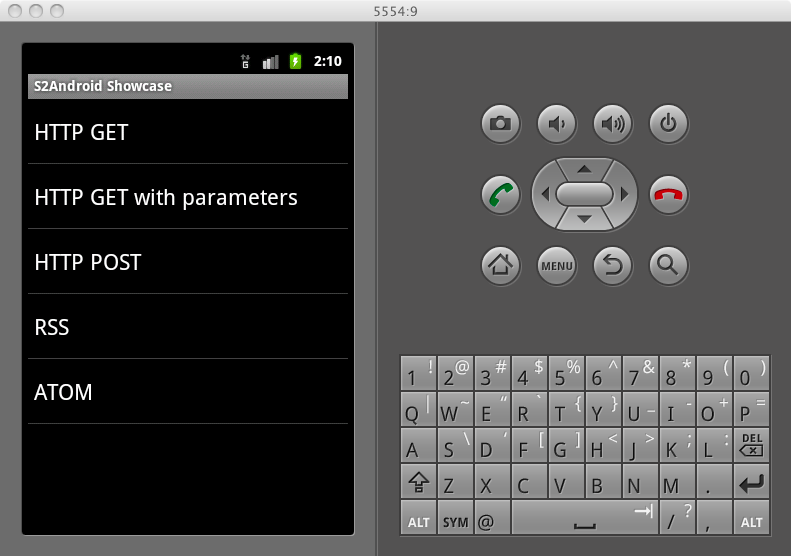 5554:9
G 2:10
S2Android Showcase
HTTP GET
HTTP GET with parameters
HTTP POST
RSS
ATOM
MENU
1 ! 2 @ 3 # 4 $ 5 % 6 ^ 7 & 8 * 9 ( 0 )
Q | W ~ E “ R ` T { Y } U _ I - O + P =
A S \ D ‘ F [ G ] H < J > K ; L : DEL
Z X C V B N M .
ALT SYM @ / ? , ALT